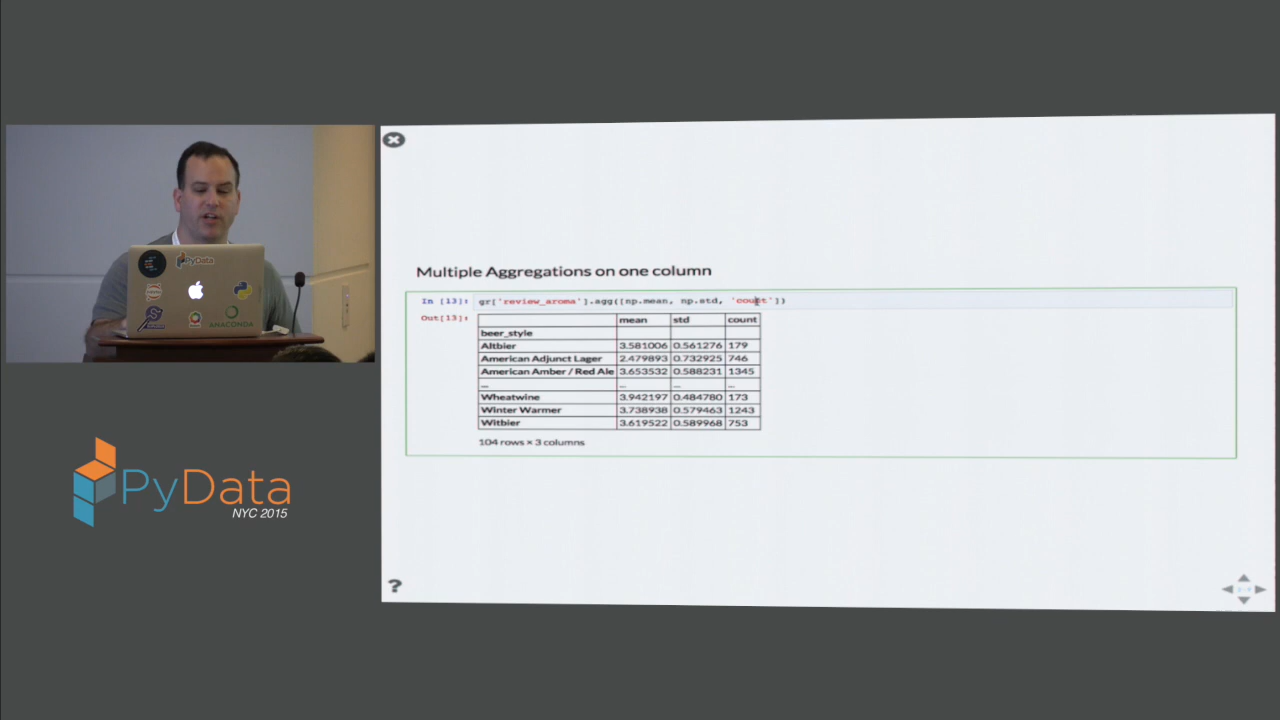 PyData
ANACONDA
PyData
NYC 2015
Multiple Aggregations on one column
In [13]: gr['review_aroma'].agg([np.mean, np.std, 'count'])
Out[13]:
mean std count
beer_style
Altbier 3.581006 0.561276 179
American Adjunct Lager 2.479893 0.732925 746
American Amber / Red Ale 3.653532 0.588231 1345
... ... ... ...
Wheatwine 3.942197 0.484780 173
Winter Warmer 3.738938 0.579463 1243
Witbier 3.619522 0.589968 753
104 rows × 3 columns
?